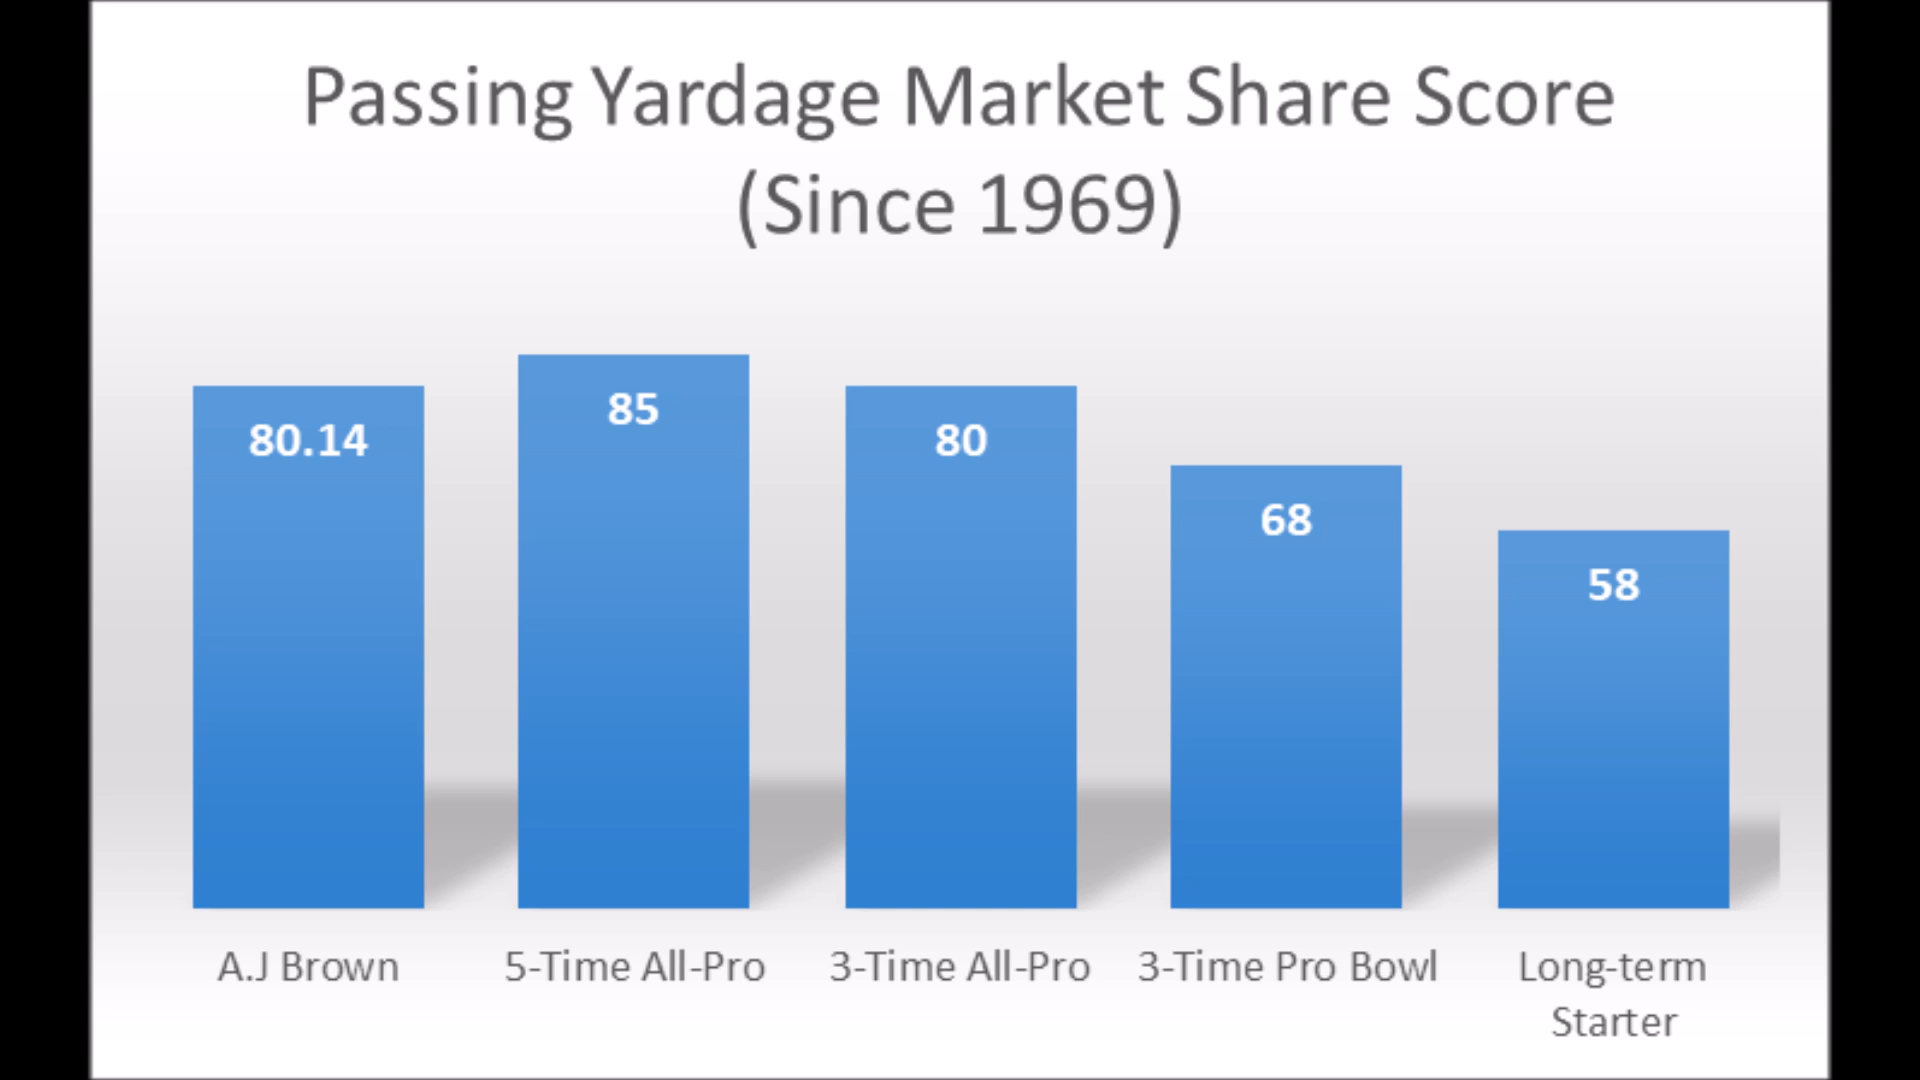 Passing Yardage Market Share Score
(Since 1969)
80.14
85
80
68
58
A.J Brown
5-Time All-Pro
3-Time All-Pro
3-Time Pro Bowl
Long-term
Starter